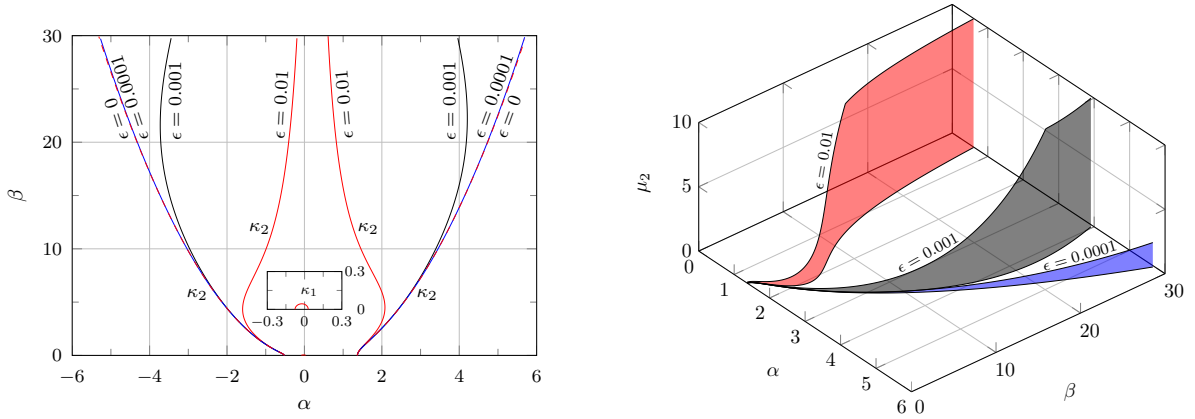 30
20
10
0
β
−6
−4
−2
0
2
4
6
α
ϵ = 0
ϵ = 0.0001
ϵ = 0.001
ϵ = 0.01
ϵ = 0.01
ϵ = 0.001
ϵ = 0.0001
ϵ = 0
κ2
κ2
κ2
κ2
κ1
0.3
0
−0.3
0
0.3
10
5
0
μ2
0
1
2
3
4
5
6
α
0
10
20
30
β
ϵ = 0.01
ϵ = 0.001
ϵ = 0.0001